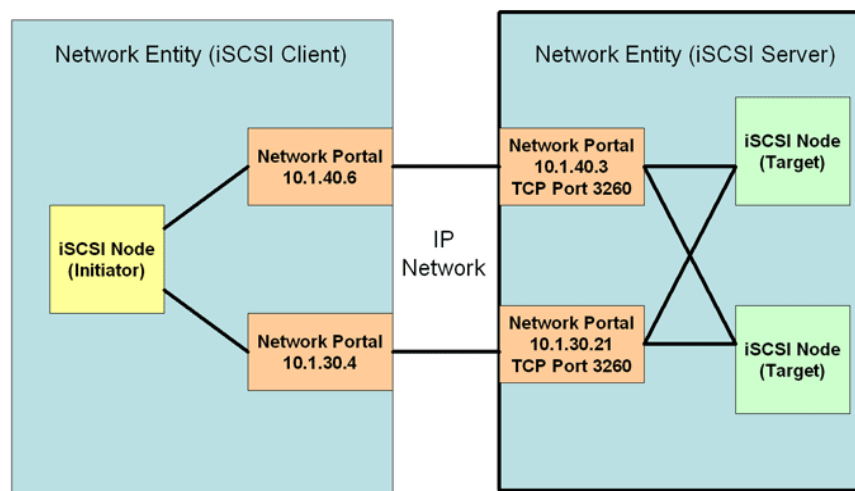 Network Entity (iSCSI Client)
Network Portal
10.1.40.6
iSCSI Node
(Initiator)
Network Portal
10.1.30.4
IP
Network
Network Entity (iSCSI Server)
Network Portal
10.1.40.3
TCP Port 3260
Network Portal
10.1.30.21
TCP Port 3260
iSCSI Node
(Target)
iSCSI Node
(Target)